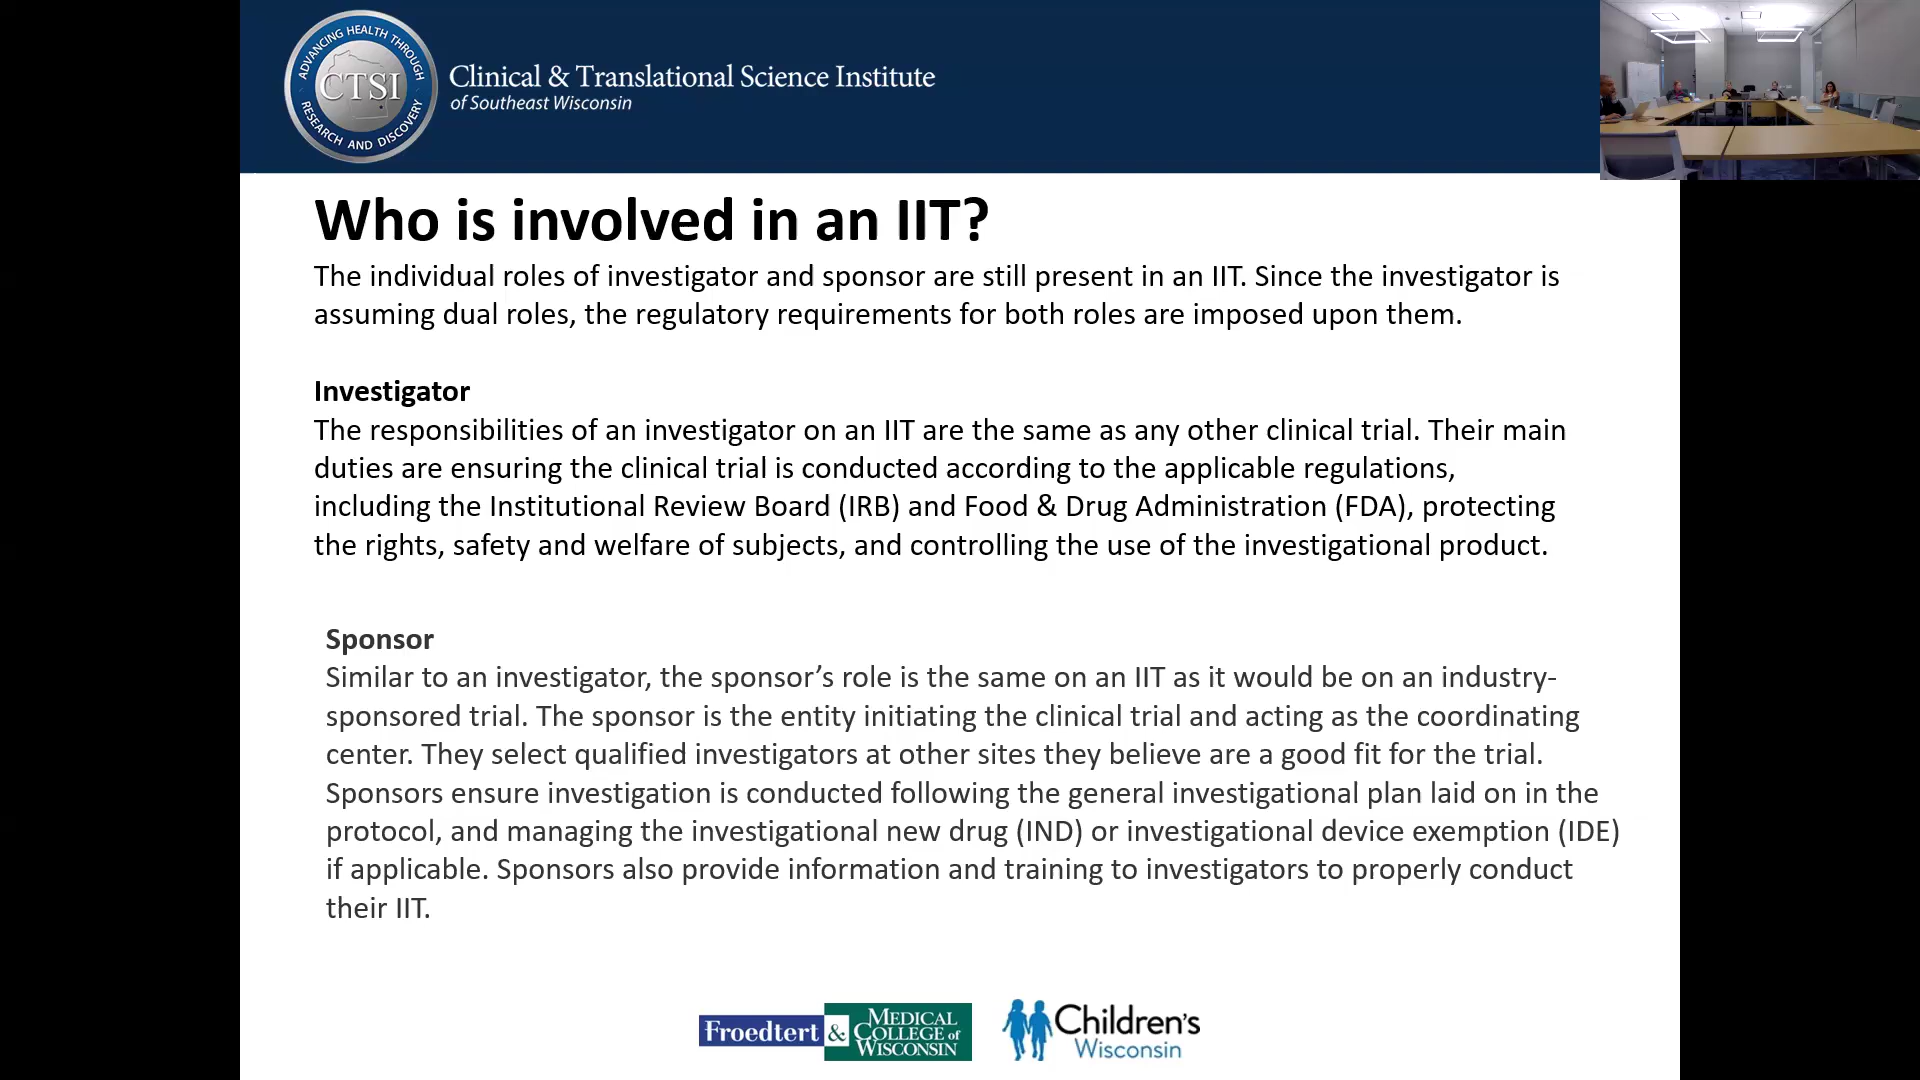 ADVANCING HEALTH THROUGH
CTSI
RESEARCH AND DISCOVERY
Clinical & Translational Science Institute
of Southeast Wisconsin
Who is involved in an IIT?
The individual roles of investigator and sponsor are still present in an IIT. Since the investigator is
assuming dual roles, the regulatory requirements for both roles are imposed upon them.
Investigator
The responsibilities of an investigator on an IIT are the same as any other clinical trial. Their main
duties are ensuring the clinical trial is conducted according to the applicable regulations,
including the Institutional Review Board (IRB) and Food & Drug Administration (FDA), protecting
the rights, safety and welfare of subjects, and controlling the use of the investigational product.
Sponsor
Similar to an investigator, the sponsor’s role is the same on an IIT as it would be on an industry-
sponsored trial. The sponsor is the entity initiating the clinical trial and acting as the coordinating
center. They select qualified investigators at other sites they believe are a good fit for the trial.
Sponsors ensure investigation is conducted following the general investigational plan laid on in the
protocol, and managing the investigational new drug (IND) or investigational device exemption (IDE)
if applicable. Sponsors also provide information and training to investigators to properly conduct
their IIT.
Froedtert &
MEDICAL
COLLEGE of
WISCONSIN
Children's
Wisconsin